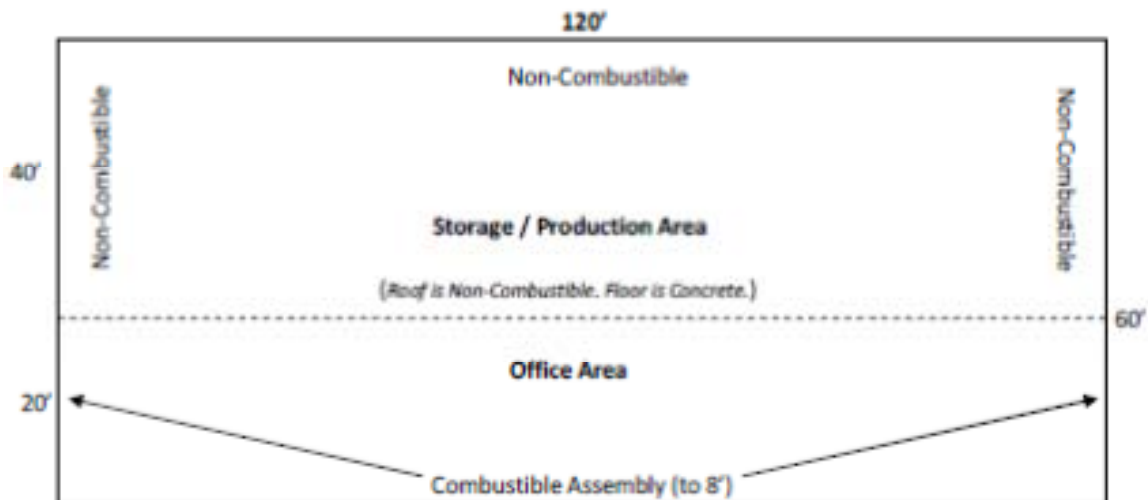 120'
Non-Combustible
Non-Combustible
Non-Combustible
40'
Storage / Production Area
(Roof is Non-Combustible. Floor is Concrete.)
60'
Office Area
20'
Combustible Assembly (to 8')